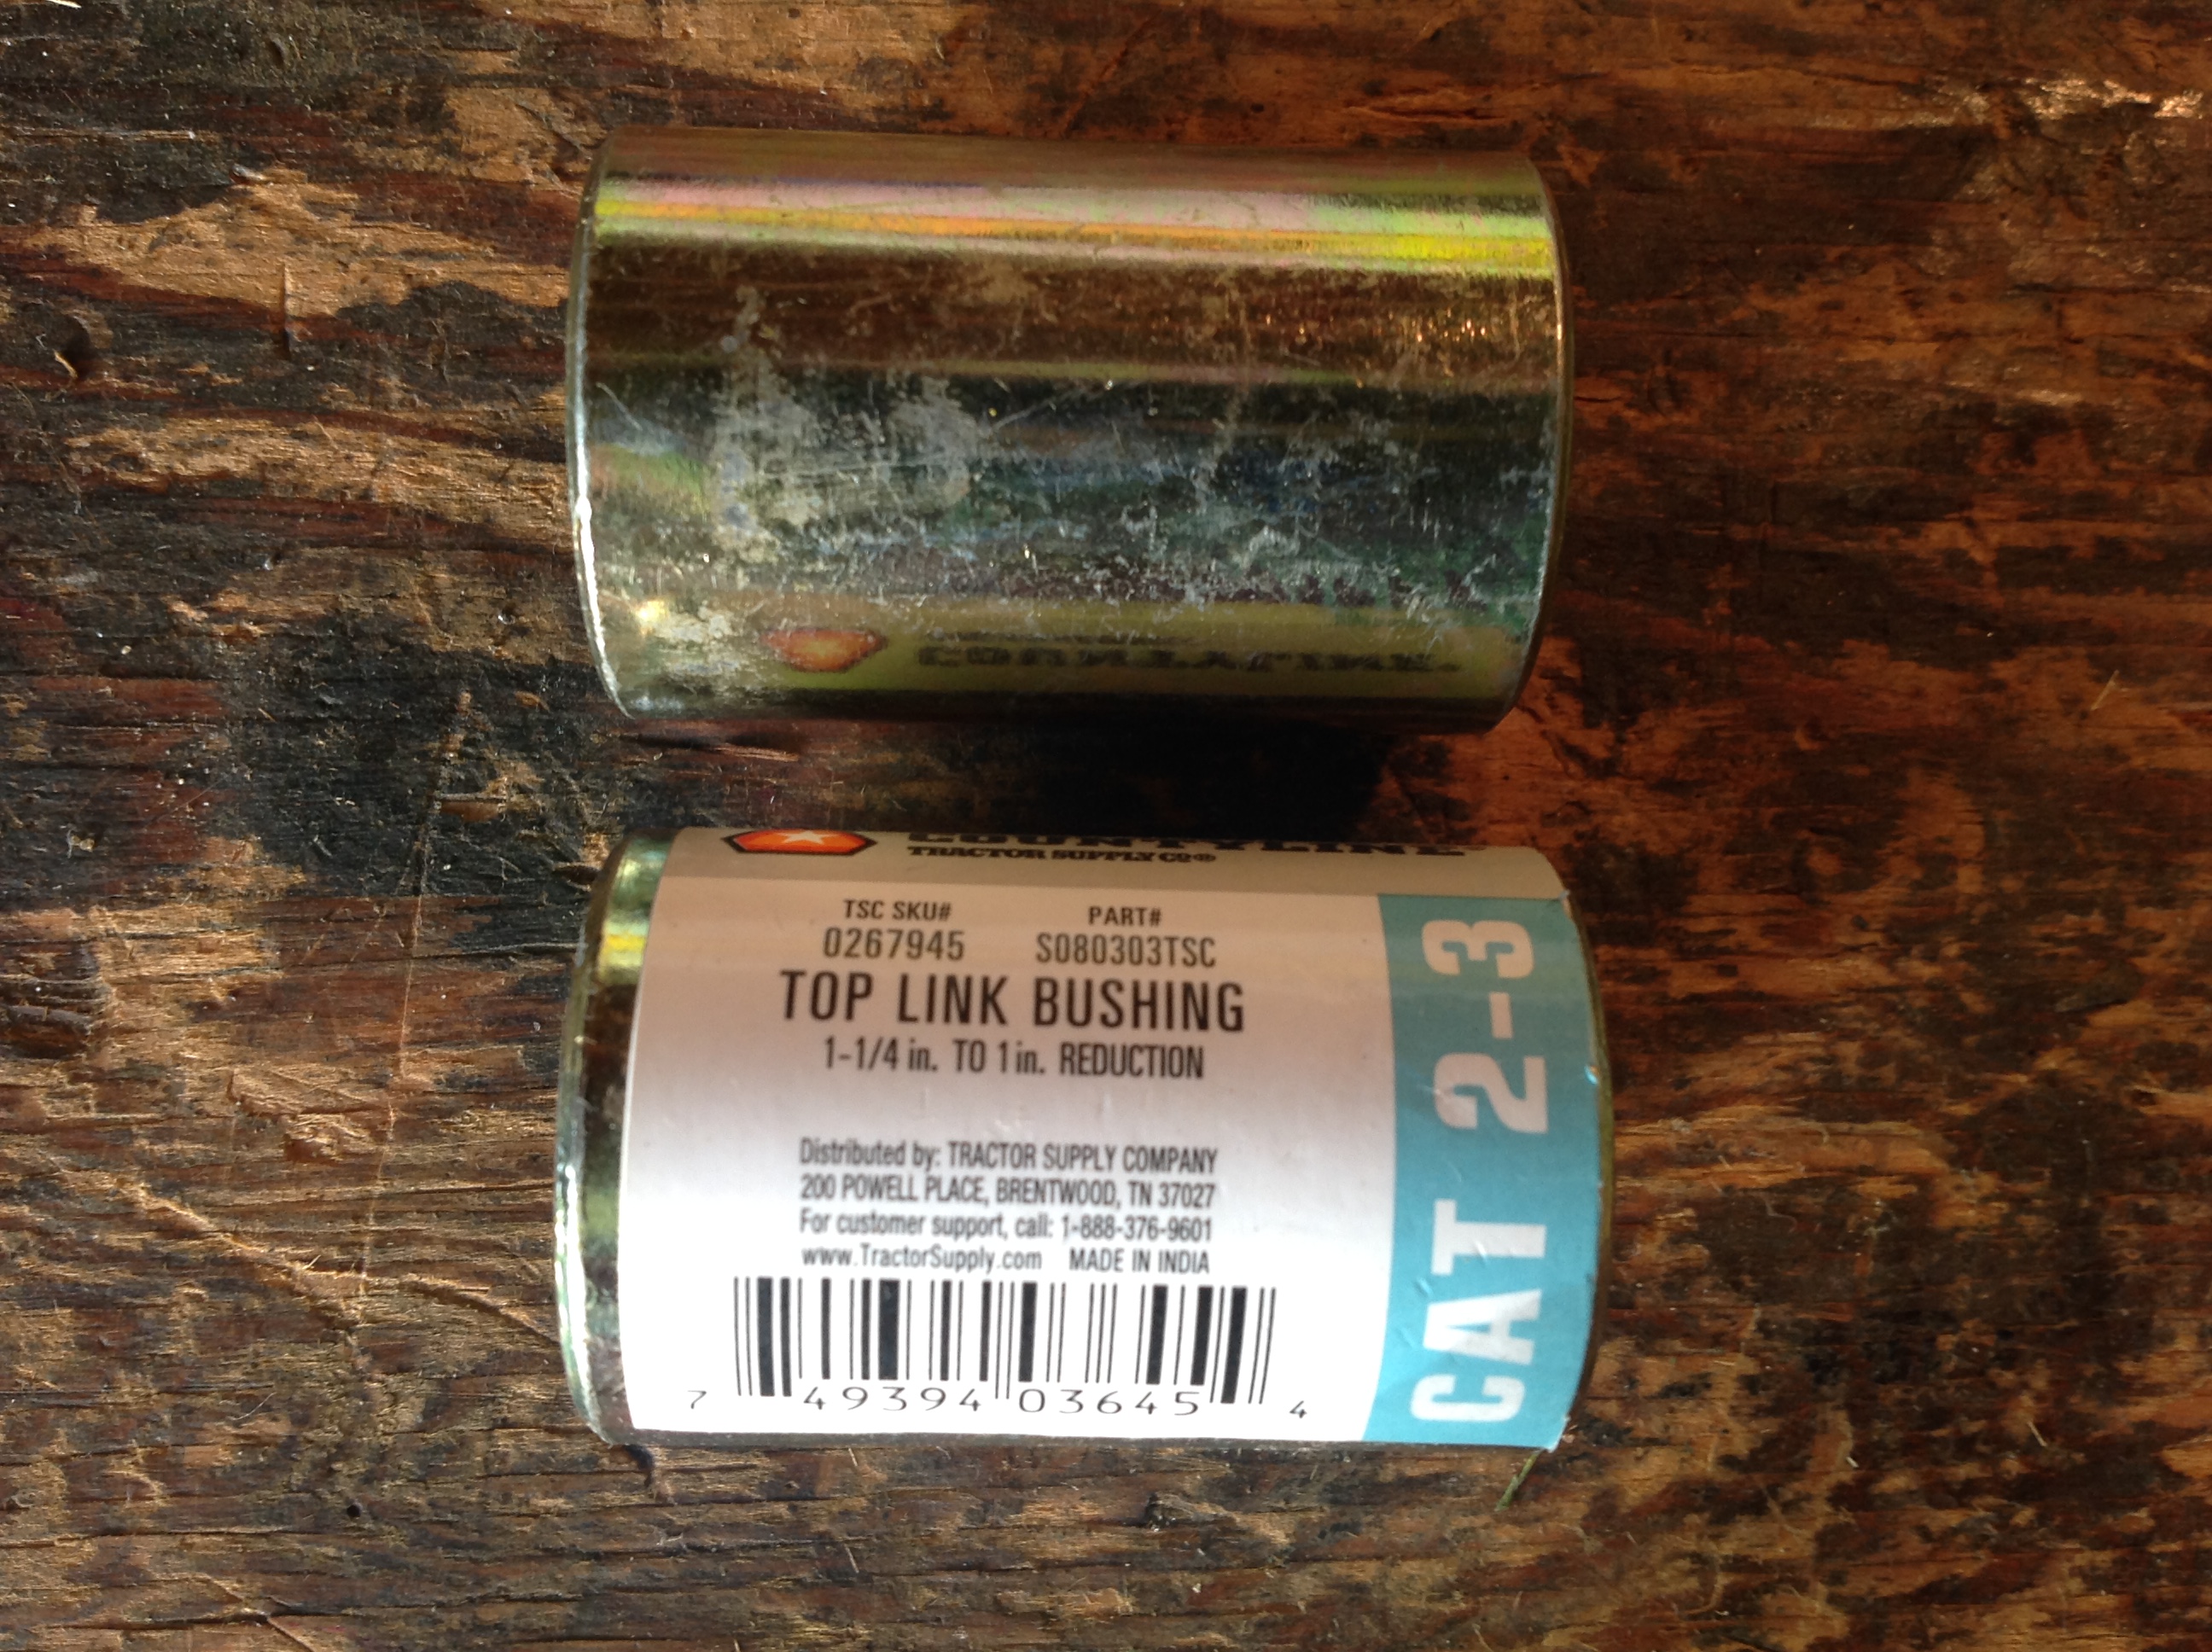 COUNTYLINE
TRACTOR SUPPLY CO®
TSC SKU# PART#
0267945 S080303TSC
TOP LINK BUSHING
1-1/4 in. TO 1 in. REDUCTION
Distributed by: TRACTOR SUPPLY COMPANY
200 POWELL PLACE, BRENTWOOD, TN 37027
For customer support, call: 1-888-376-9601
www.TractorSupply.com MADE IN INDIA
7 49394 03645 4
CAT 2-3